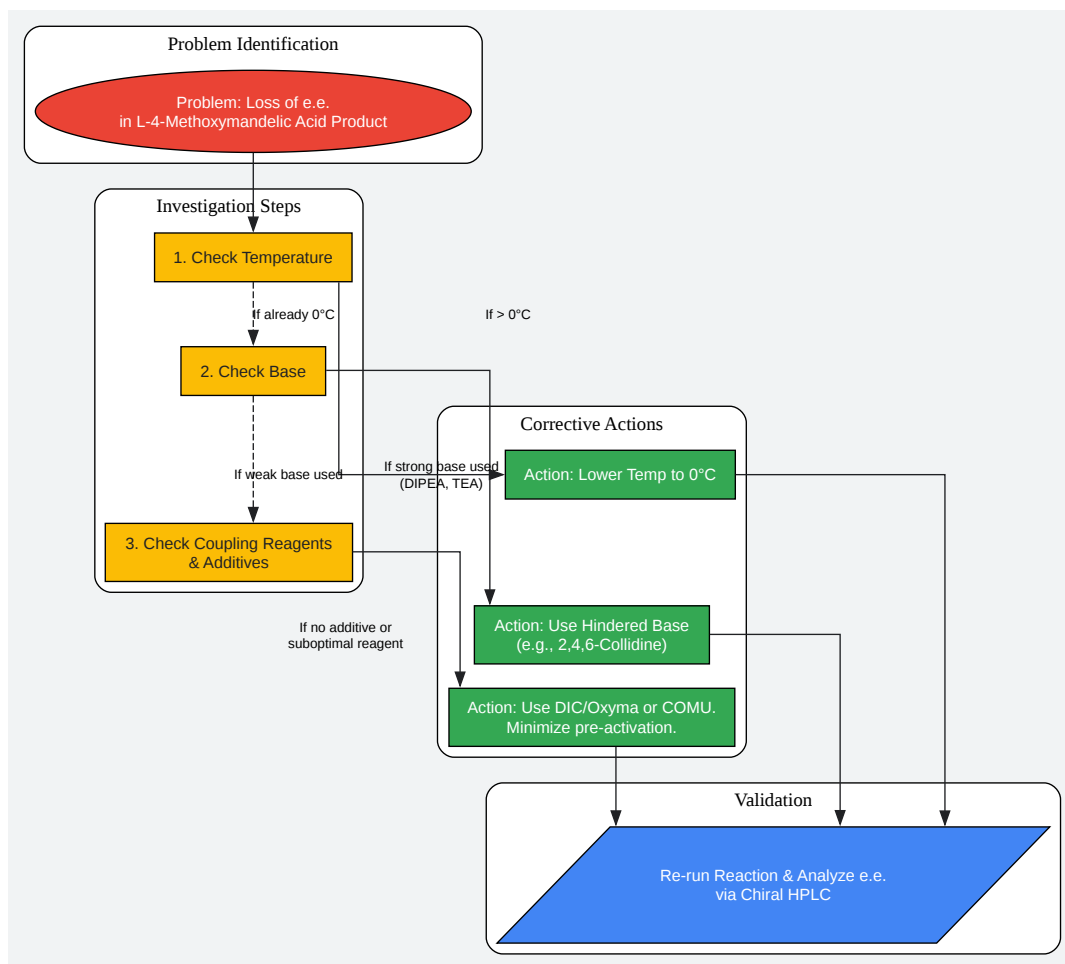 Problem Identification
Problem: Loss of e.e.
in L-4-Methoxymandelic Acid Product
Investigation Steps
1. Check Temperature
If already 0°C
If > 0°C
2. Check Base
Corrective Actions
If weak base used
If strong base used
(DIPEA, TEA)
Action: Lower Temp to 0°C
3. Check Coupling Reagents
& Additives
If no additive or
suboptimal reagent
Action: Use Hindered Base
(e.g., 2,4,6-Collidine)
Action: Use DIC/Oxyma or COMU.
Minimize pre-activation.
Validation
Re-run Reaction & Analyze e.e.
via Chiral HPLC